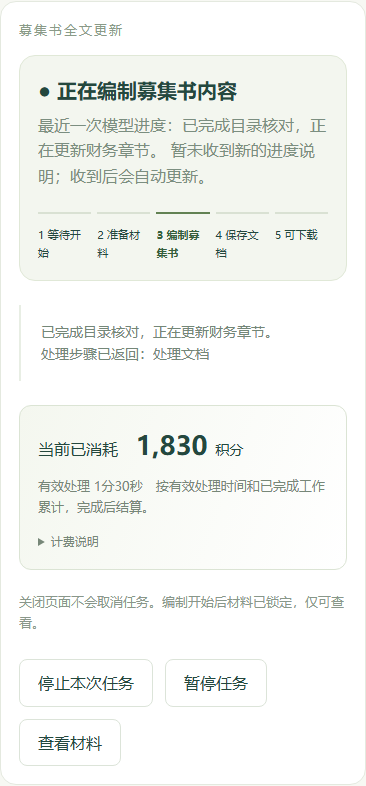 募集书全文更新
● 正在编制募集书内容
最近一次模型进度：已完成目录核对，正
在更新财务章节。 暂未收到新的进度说
明；收到后会自动更新。
1 等待开始
2 准备材料
3 编制募集书
4 保存文档
5 可下载
已完成目录核对，正在更新财务章节。
处理步骤已返回：处理文档
当前已消耗 1,830 积分
有效处理 1分30秒 按有效处理时间和已完成工作
累计，完成后结算。
▶ 计费说明
关闭页面不会取消任务。编制开始后材料已锁定，仅可查
看。
停止本次任务
暂停任务
查看材料